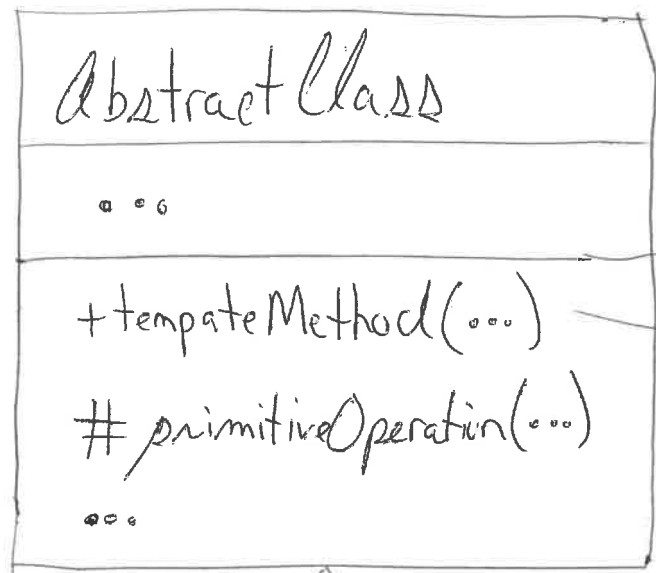 AbstractClass
...
+tempateMethod(...)
#primitiveOperation(...)
...